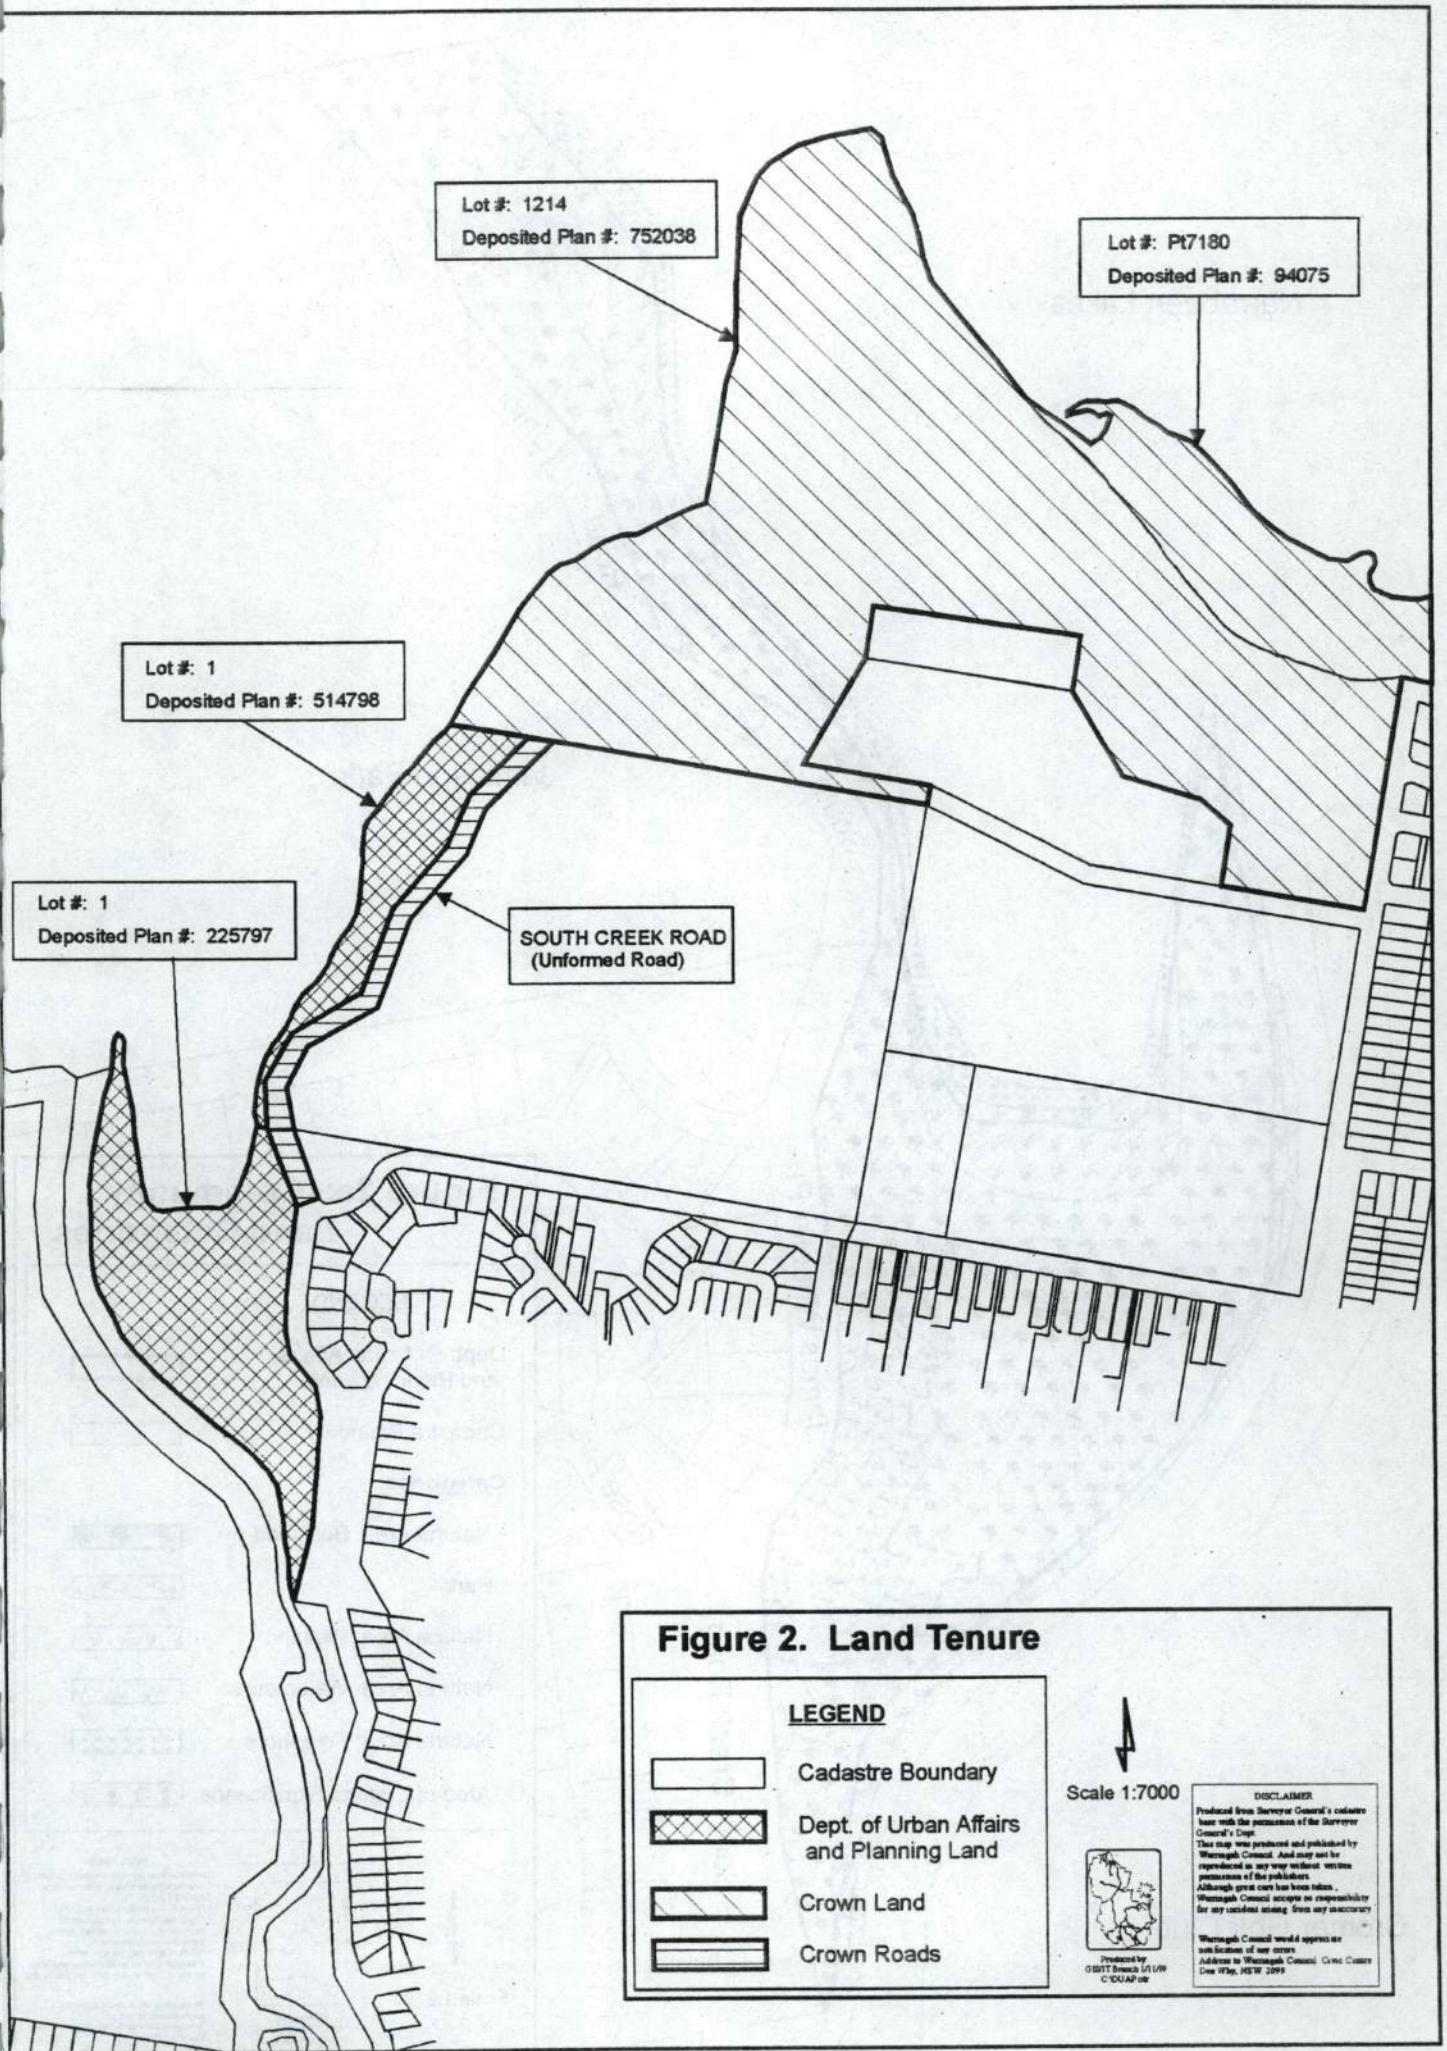 Lot #: 1214
Deposited Plan #: 752038
Lot #: Pt7180
Deposited Plan #: 94075
Lot #: 1
Deposited Plan #: 514798
Lot #: 1
Deposited Plan #: 225797
SOUTH CREEK ROAD
(Unformed Road)
Figure 2. Land Tenure
LEGEND
Cadastre Boundary
Dept. of Urban Affairs
and Planning Land
Crown Land
Crown Roads
Scale 1:7000
Produced by
GIS/IT Branch 1/11/99
DISCLAIMER
Produced from Surveyor General's cadastre
base with the permission of the Surveyor
General's Dept.
This map was produced and published by
Warringah Council. And may not be
reproduced in any way without written
permission of the publishers.
Although great care has been taken,
Warringah Council accepts no responsibility
for any incident arising from any inaccuracy
Warringah Council would appreciate
notification of any errors
Address to Warringah Council. Civic Centre
Dee Why, NSW 2099